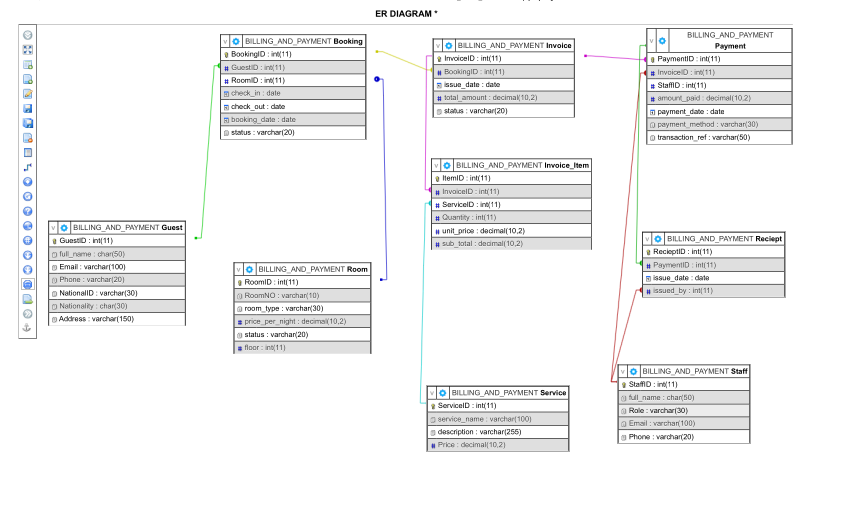 ER DIAGRAM *
BILLING_AND_PAYMENT Booking
BookingID : int(11)
GuestID : int(11)
RoomID : int(11)
check_in : date
check_out : date
booking_date : date
status : varchar(20)
BILLING_AND_PAYMENT Invoice
InvoiceID : int(11)
BookingID : int(11)
issue_date : date
total_amount : decimal(10,2)
status : varchar(20)
BILLING_AND_PAYMENT
Payment
PaymentID : int(11)
InvoiceID : int(11)
StaffID : int(11)
amount_paid : decimal(10,2)
payment_date : date
payment_method : varchar(30)
transaction_ref : varchar(50)
BILLING_AND_PAYMENT Invoice_Item
ItemID : int(11)
InvoiceID : int(11)
ServiceID : int(11)
Quantity : int(11)
unit_price : decimal(10,2)
sub_total : decimal(10,2)
BILLING_AND_PAYMENT Guest
GuestID : int(11)
full_name : char(50)
Email : varchar(100)
Phone : varchar(20)
NationalID : varchar(30)
Nationality : char(30)
Address : varchar(150)
BILLING_AND_PAYMENT Room
RoomID : int(11)
RoomNO : varchar(10)
room_type : varchar(30)
price_per_night : decimal(10,2)
status : varchar(20)
floor : int(11)
BILLING_AND_PAYMENT Reciept
RecieptID : int(11)
PaymentID : int(11)
issue_date : date
issued_by : int(11)
BILLING_AND_PAYMENT Service
ServiceID : int(11)
service_name : varchar(100)
description : varchar(255)
Price : decimal(10,2)
BILLING_AND_PAYMENT Staff
StaffID : int(11)
full_name : char(50)
Role : varchar(30)
Email : varchar(100)
Phone : varchar(20)